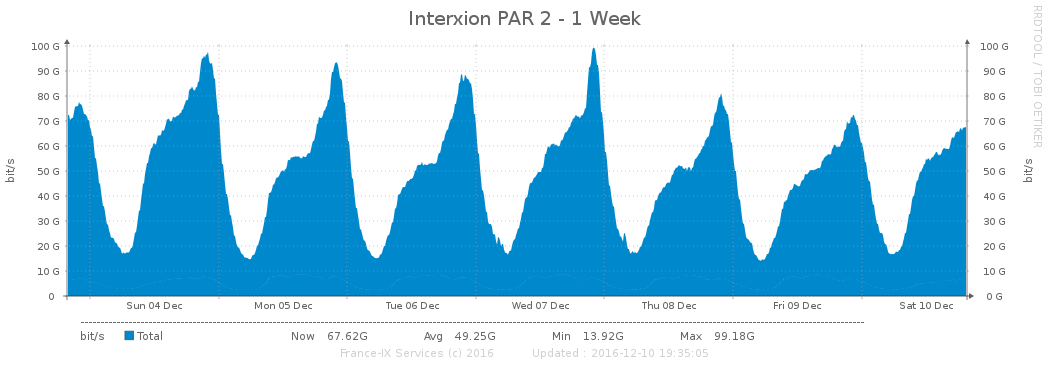 Interxion PAR 2 - 1 Week
RRDTOOL / TOBI OETIKER
100 G 100 G
90 G 90 G
80 G 80 G
70 G 70 G
60 G 60 G
50 G 50 G
40 G 40 G
30 G 30 G
20 G 20 G
10 G 10 G
0 0 G
bit/s bit/s
Sun 04 Dec Mon 05 Dec Tue 06 Dec Wed 07 Dec Thu 08 Dec Fri 09 Dec Sat 10 Dec
bit/s Total Now 67.62G Avg 49.25G Min 13.92G Max 99.18G
France-IX Services (c) 2016 Updated : 2016-12-10 19:35:05